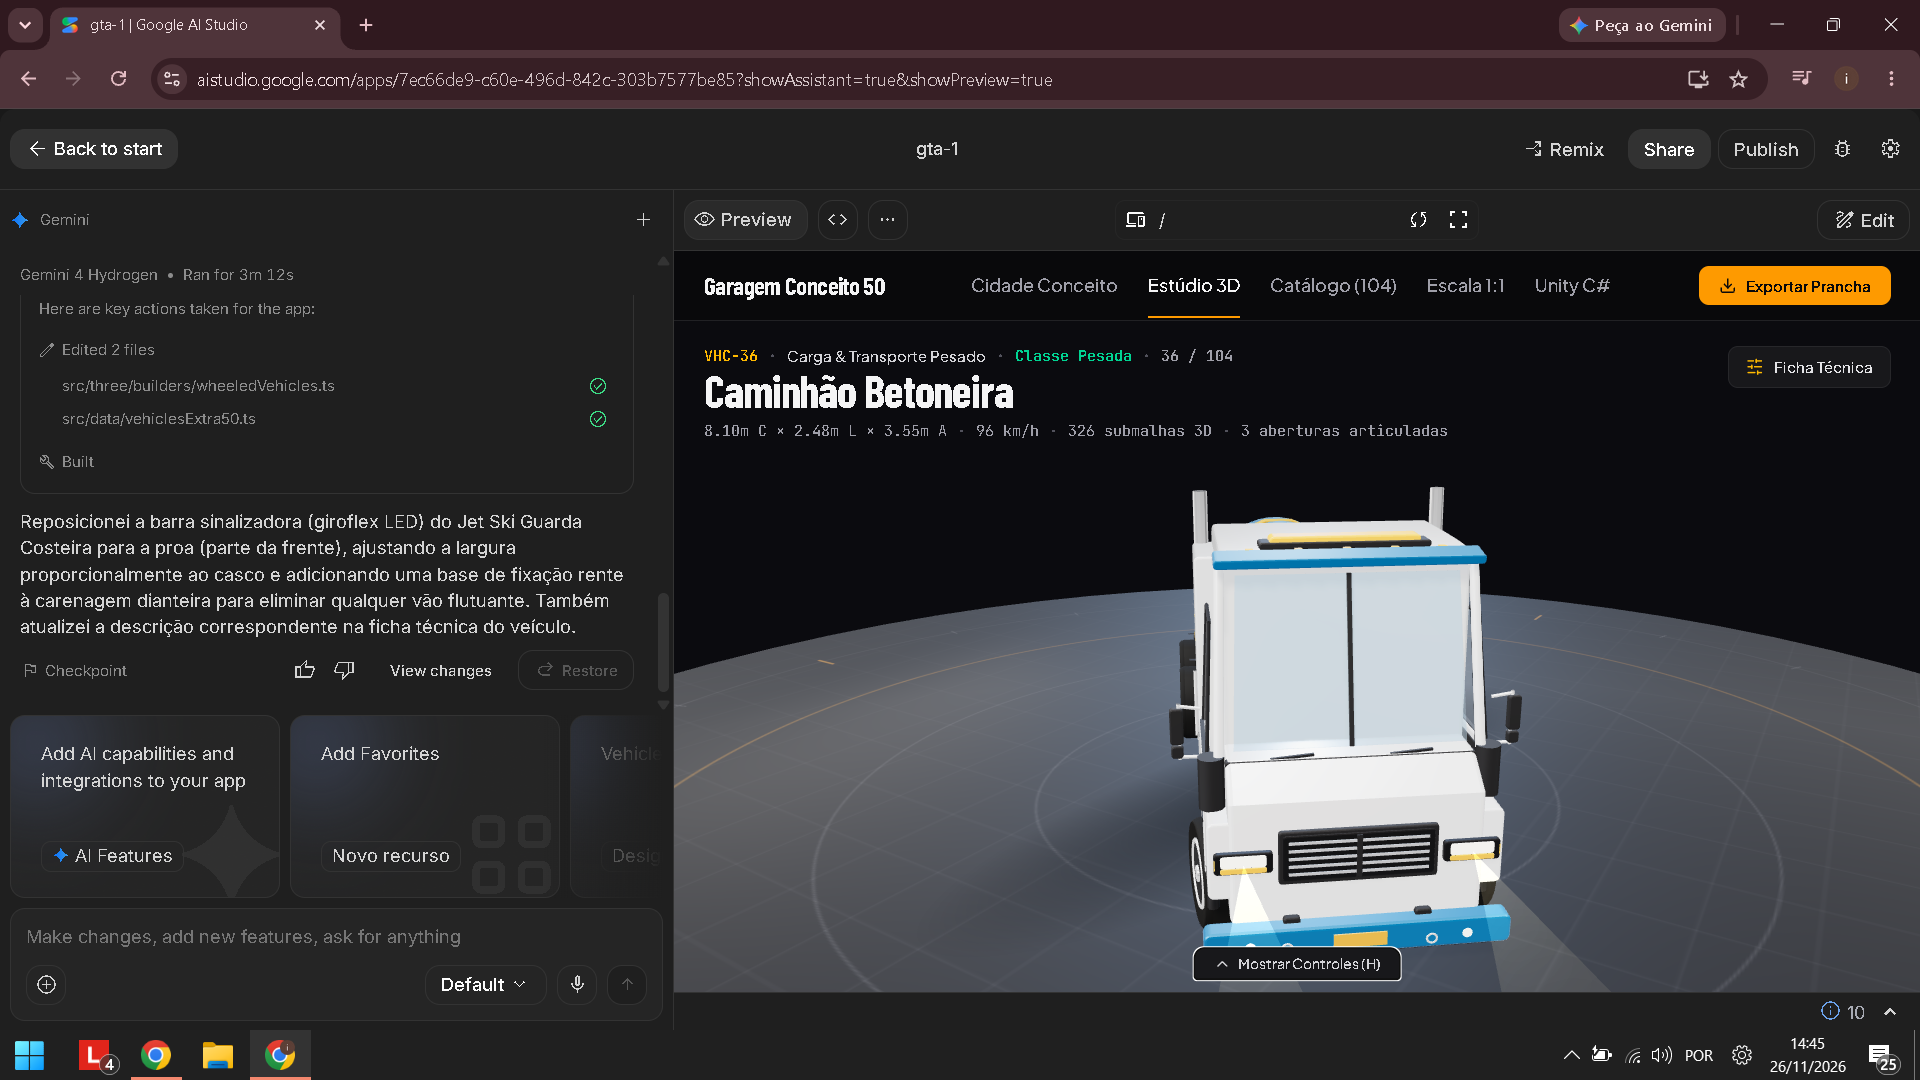 gta-1 | Google AI Studio
Peça ao Gemini
aistudio.google.com/apps/7ec66de9-c60e-496d-842c-303b7577be85?showAssistant=true&showPreview=true
i
Back to start
gta-1
Remix
Share
Publish
Gemini
Preview
/
Edit
Gemini 4 Hydrogen • Ran for 3m 12s
Here are key actions taken for the app:
Edited 2 files
src/three/builders/wheeledVehicles.ts
src/data/vehiclesExtra50.ts
Built
Reposicionei a barra sinalizadora (giroflex LED) do Jet Ski Guarda
Costeira para a proa (parte da frente), ajustando a largura
proporcionalmente ao casco e adicionando uma base de fixação rente
à carenagem dianteira para eliminar qualquer vão flutuante. Também
atualizei a descrição correspondente na ficha técnica do veículo.
Checkpoint
View changes
Restore
Add AI capabilities and
integrations to your app
AI Features
Add Favorites
Novo recurso
Vehicle
Desig
Make changes, add new features, ask for anything
Default
Garagem Conceito 50
Cidade Conceito
Estúdio 3D
Catálogo (104)
Escala 1:1
Unity C#
Exportar Prancha
VHC-36 · Carga & Transporte Pesado · Classe Pesada · 36 / 104
Caminhão Betoneira
8.10m C × 2.48m L × 3.55m A · 96 km/h · 326 submalhas 3D · 3 aberturas articuladas
Ficha Técnica
Mostrar Controles (H)
10
L
4
POR
14:45
26/11/2026
25